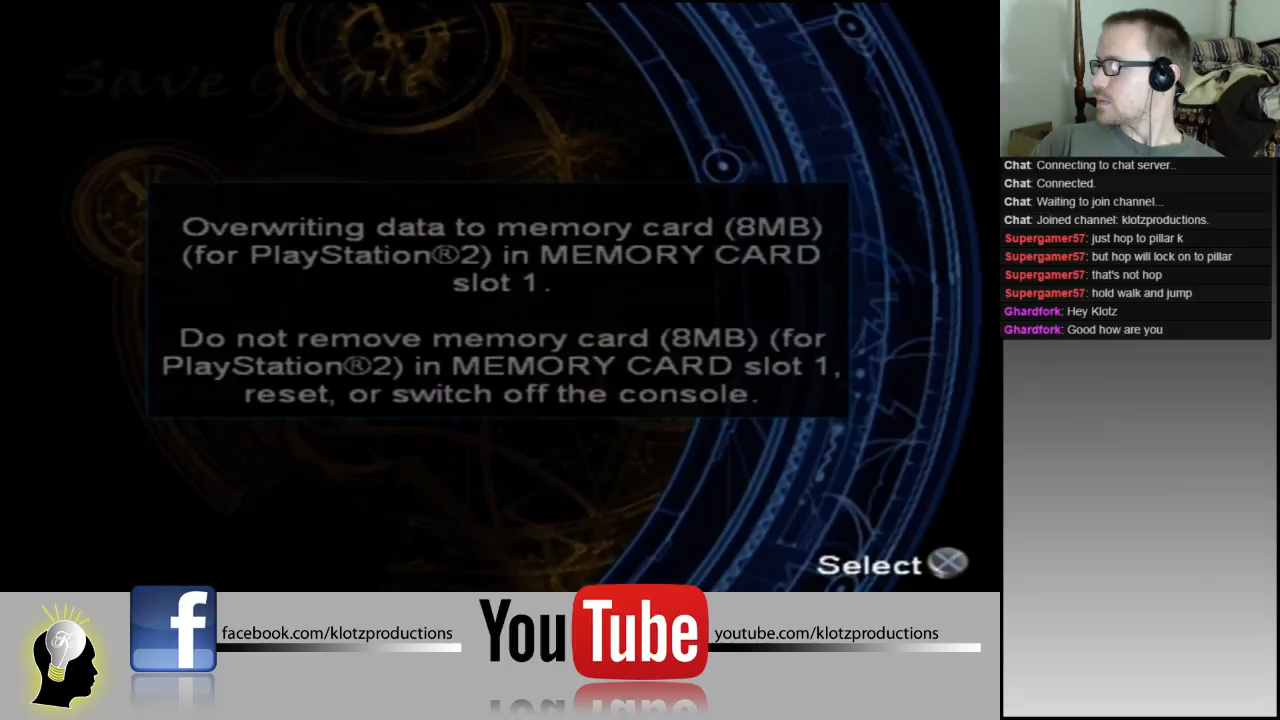 Save Game
Overwriting data to memory card (8MB)
(for PlayStation®2) in MEMORY CARD
slot 1.
Do not remove memory card (8MB) (for
PlayStation®2) in MEMORY CARD slot 1,
reset, or switch off the console.
Select
Chat: Connecting to chat server..
Chat: Connected.
Chat: Waiting to join channel...
Chat: Joined channel: klotzproductions.
Supergamer57: just hop to pillar k
Supergamer57: but hop will lock on to pillar
Supergamer57: that's not hop
Supergamer57: hold walk and jump
Ghardfork: Hey Klotz
Ghardfork: Good how are you
f
facebook.com/klotzproductions
YouTube
youtube.com/klotzproductions